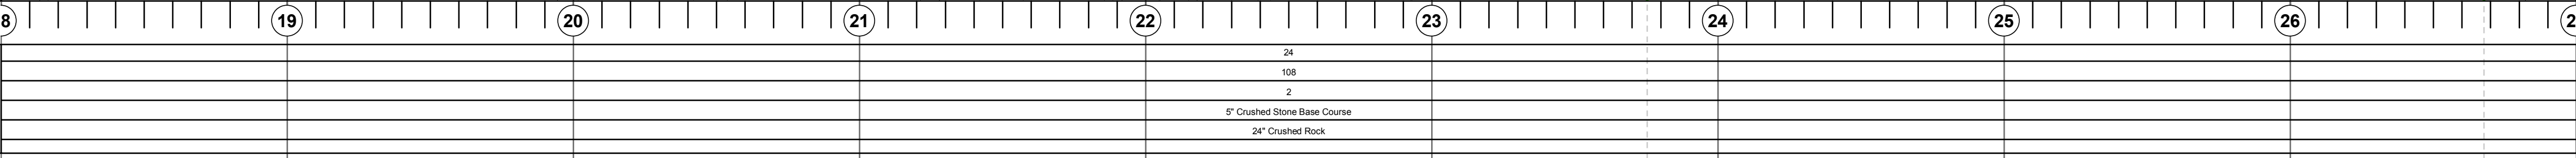 8 19 20 21 22 23 24 25 26 2
24
108
2
5" Crushed Stone Base Course
24" Crushed Rock